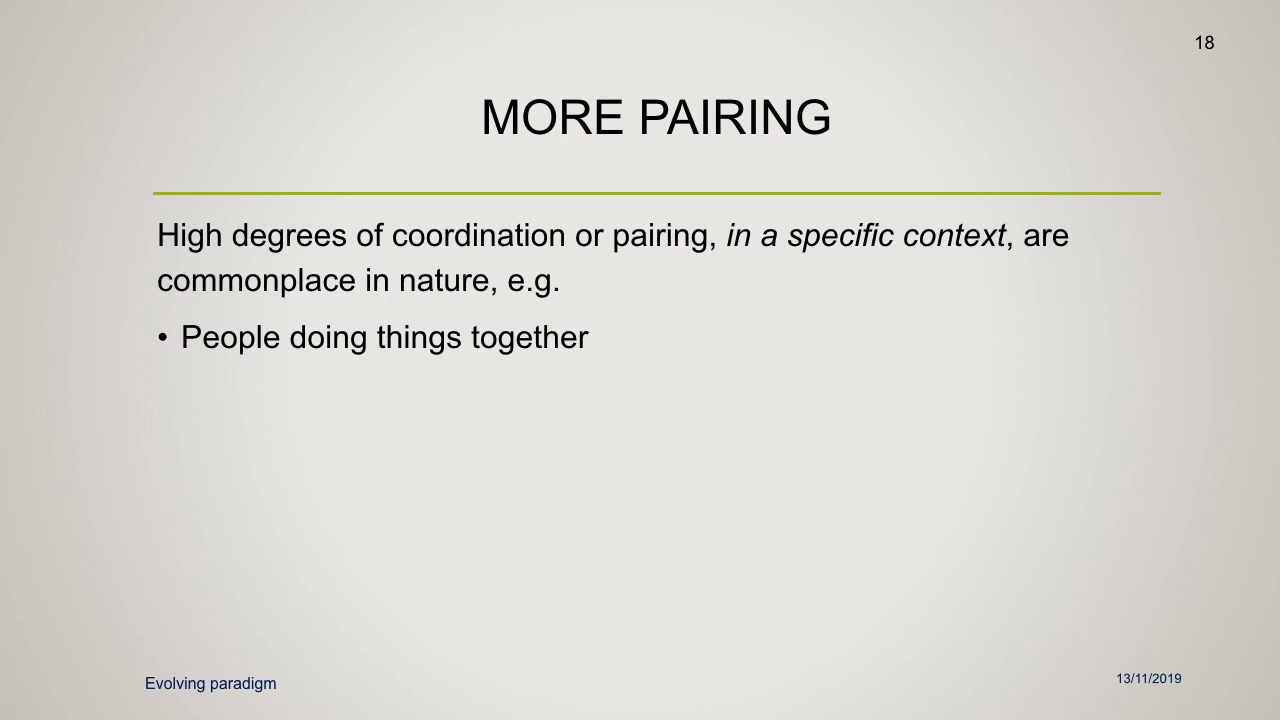 18
MORE PAIRING
High degrees of coordination or pairing, in a specific context, are
commonplace in nature, e.g.
• People doing things together
Evolving paradigm
13/11/2019